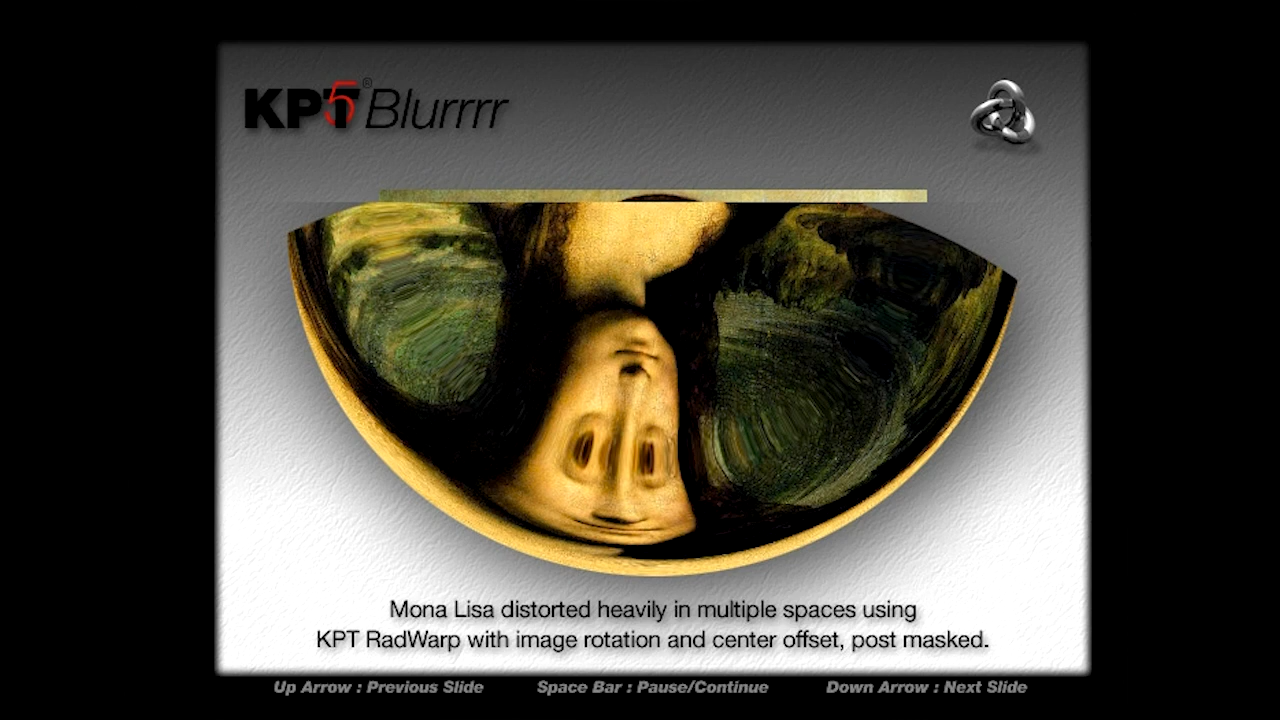 KPT5® Blurrrr
Mona Lisa distorted heavily in multiple spaces using
KPT RadWarp with image rotation and center offset, post masked.
Up Arrow : Previous Slide Space Bar : Pause/Continue Down Arrow : Next Slide